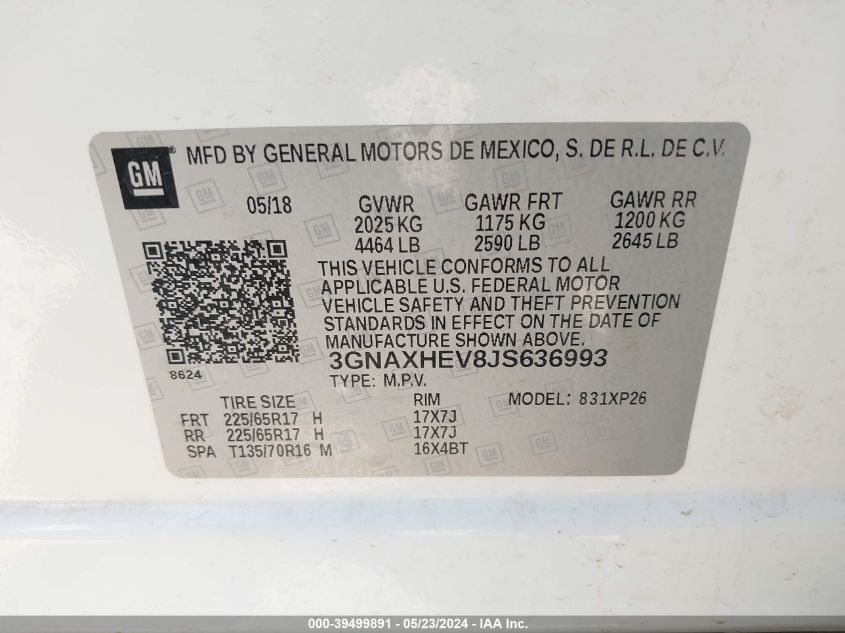 GM ® MFD BY GENERAL MOTORS DE MEXICO, S. DE R.L. DE C.V.
05/18 GVWR GAWR FRT GAWR RR
2025 KG 1175 KG 1200 KG
4464 LB 2590 LB 2645 LB
THIS VEHICLE CONFORMS TO ALL
APPLICABLE U.S. FEDERAL MOTOR
VEHICLE SAFETY AND THEFT PREVENTION
STANDARDS IN EFFECT ON THE DATE OF
MANUFACTURE SHOWN ABOVE.
3GNAXHEV8JS636993
8624
TYPE: M.P.V.
TIRE SIZE RIM MODEL: 831XP26
FRT 225/65R17 H 17X7J
RR 225/65R17 H 17X7J
SPA T135/70R16 M 16X4BT
000-39499891 - 05/23/2024 - IAA Inc.